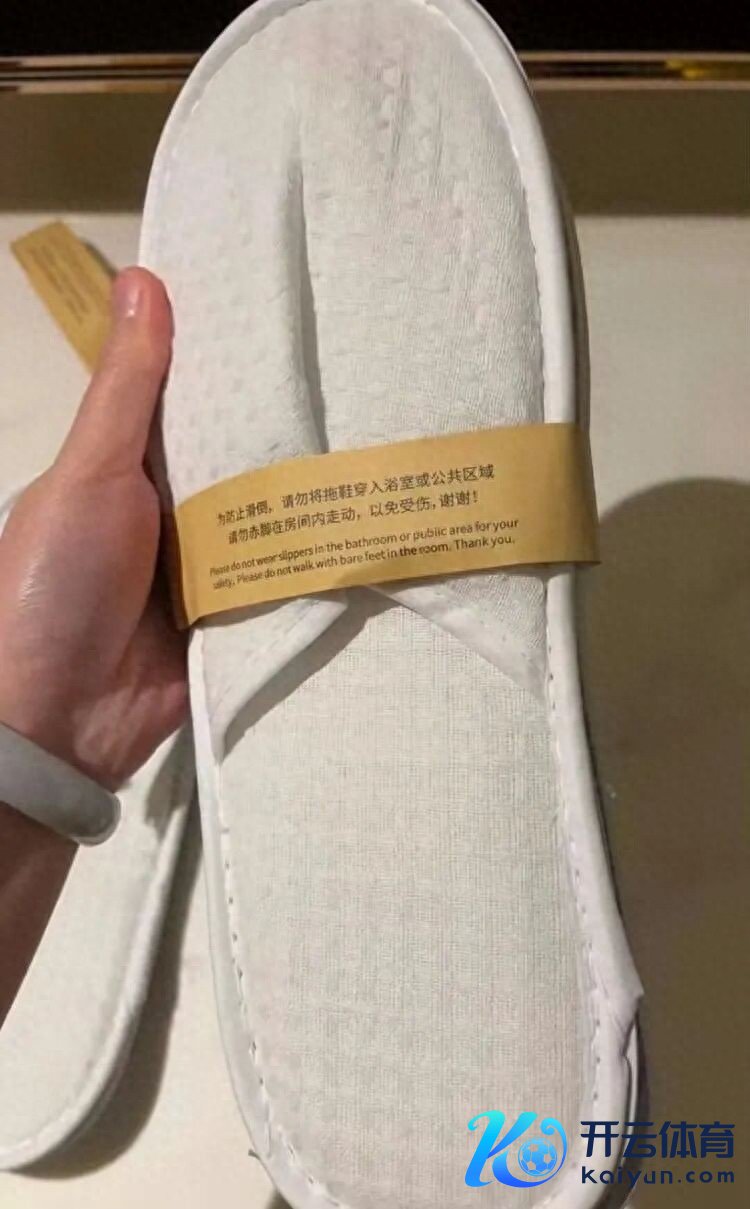 为防止滑倒，请勿将拖鞋穿入浴室或公共区域
请勿赤脚在房间内走动，以免受伤，谢谢！
Please do not wear slippers in the bathroom or public area for your
safety. Please do not walk with bare feet in the room. Thank you.
开云体育
kaiyun.com